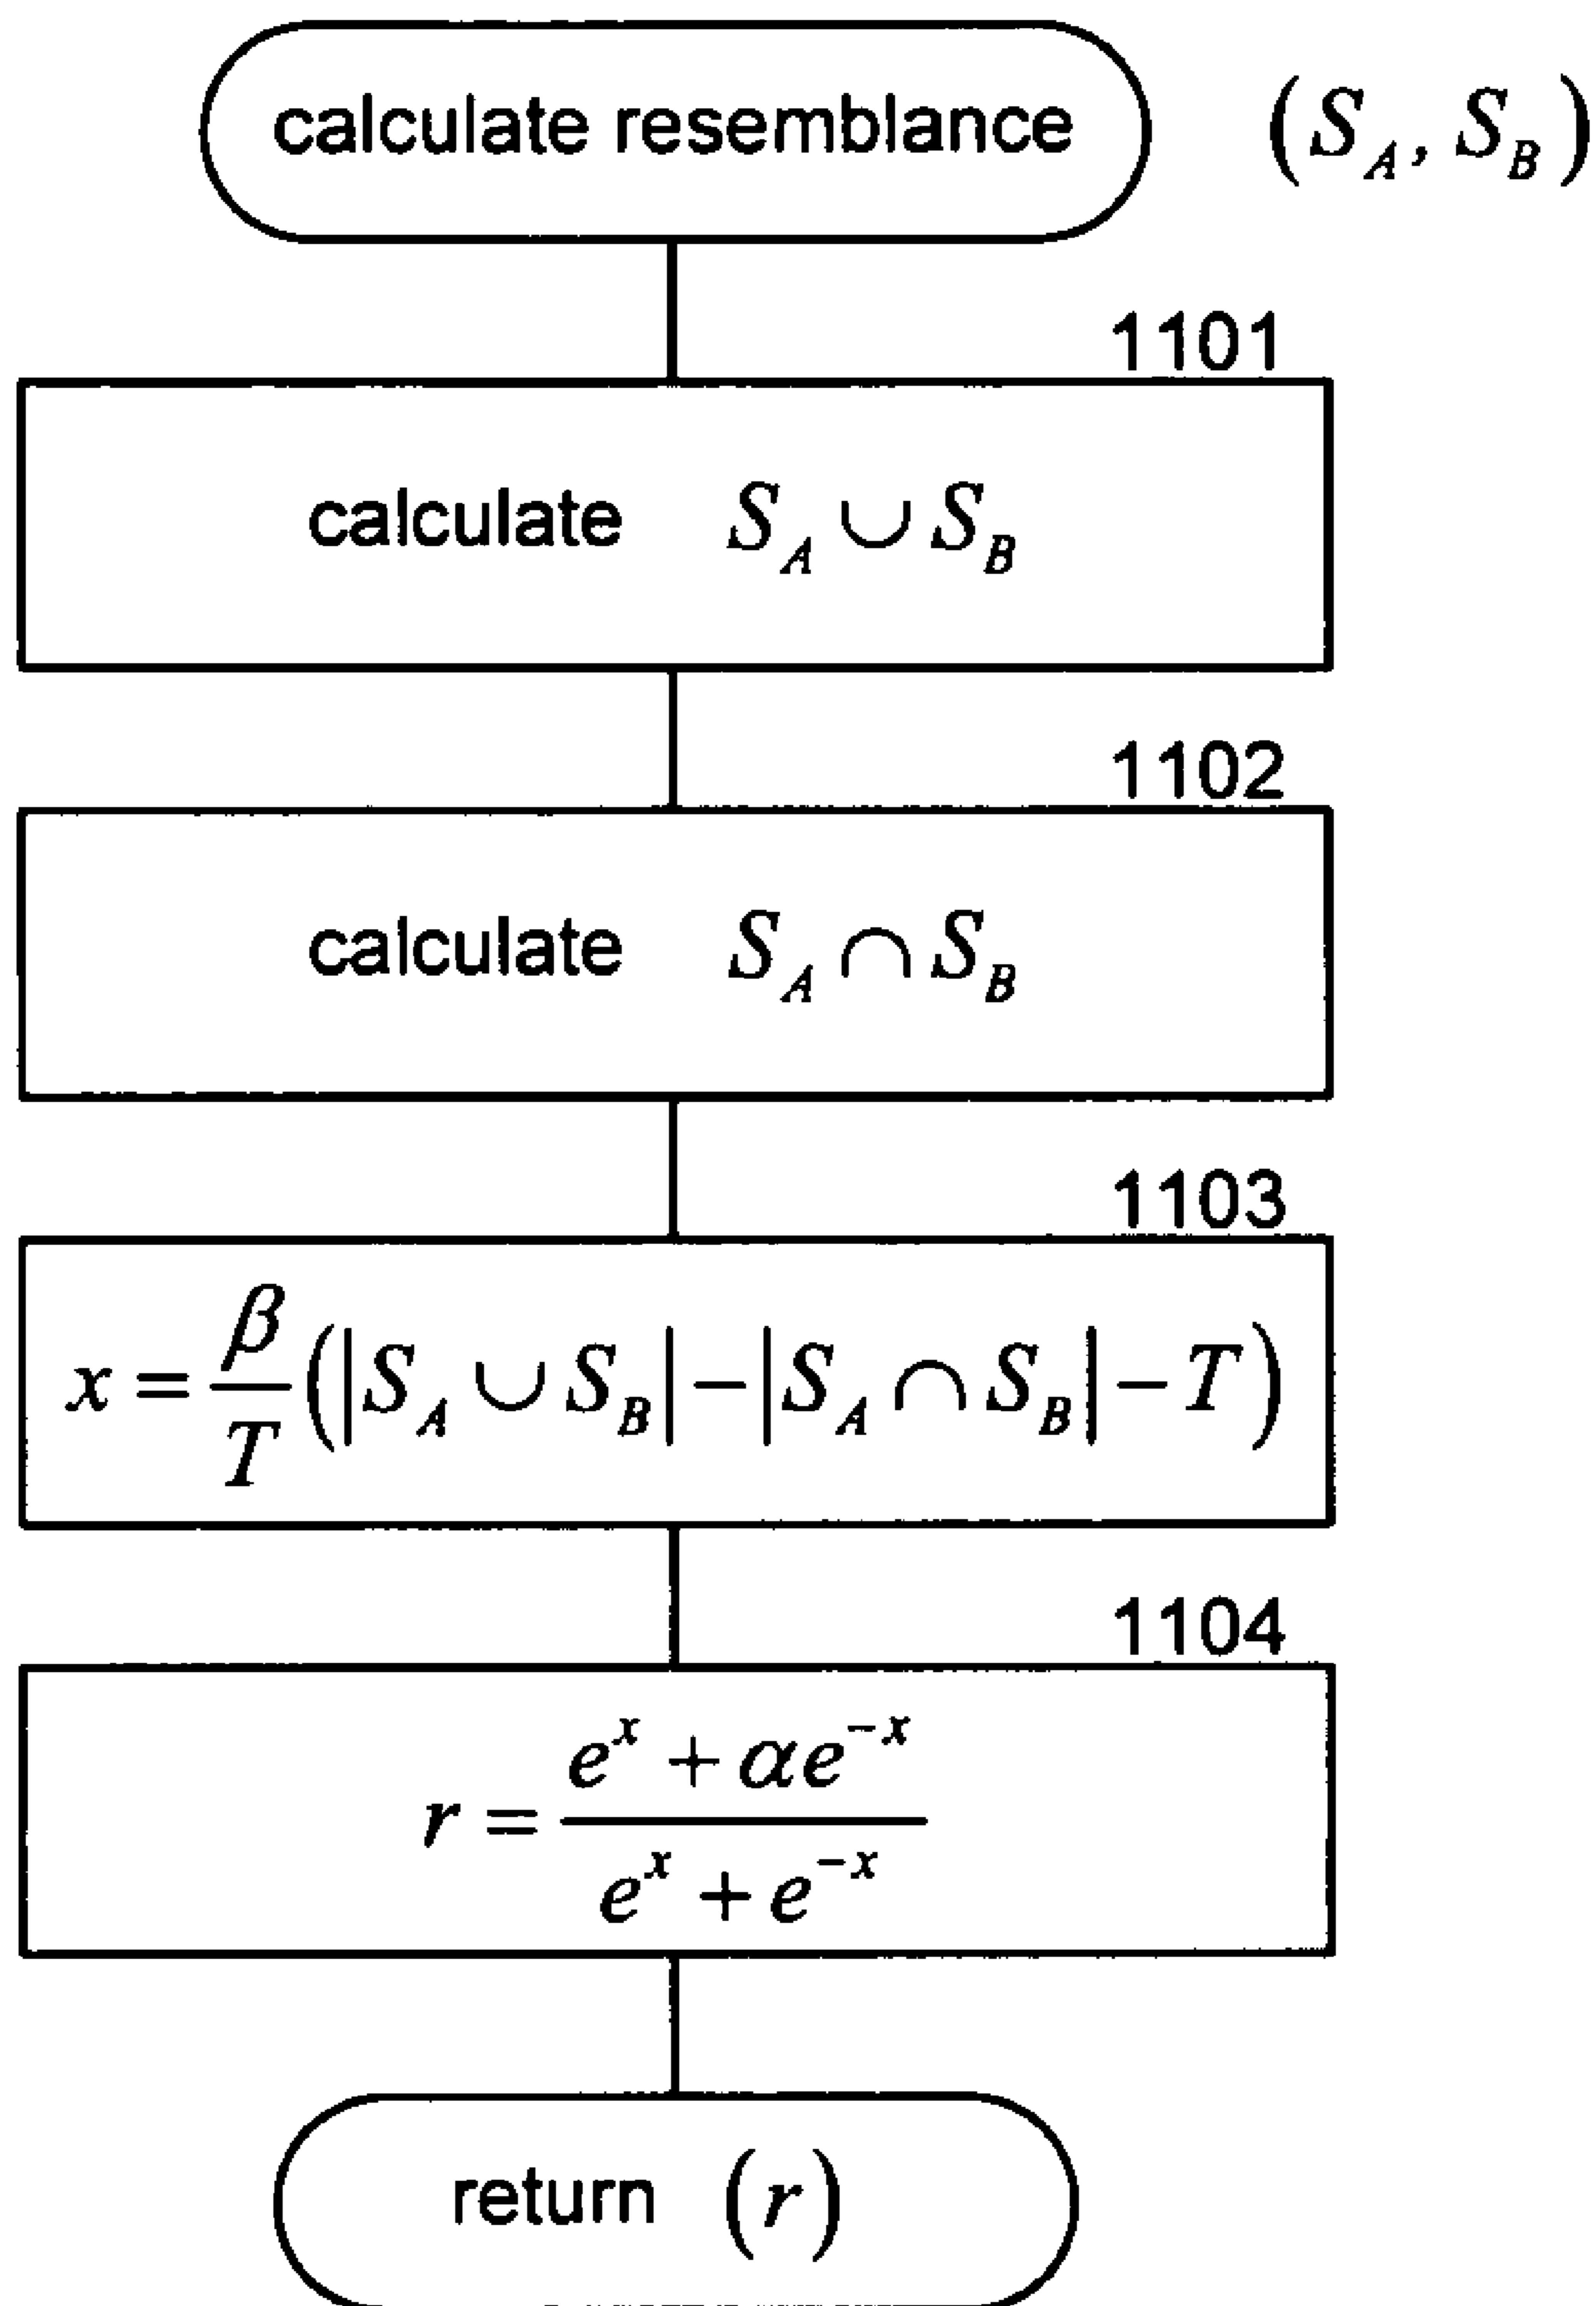 calculate resemblance (S_A, S_B)
1101
calculate S_A ∪ S_B
1102
calculate S_A ∩ S_B
1103
x = β/T (|S_A ∪ S_B| − |S_A ∩ S_B| − T)
1104
r = (e^x + αe^{−x})/(e^x + e^{−x})
return (r)